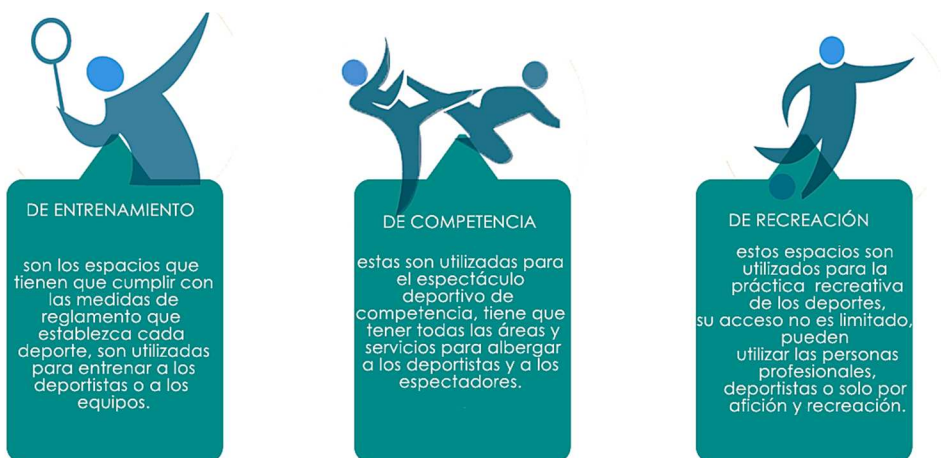 DE ENTRENAMIENTO
son los espacios que
tienen que cumplir con
las medidas de
reglamento que
establezca cada
deporte, son utilizadas
para entrenar a los
deportistas o a los
equipos.
DE COMPETENCIA
estas son utilizadas para
el espectáculo
deportivo de
competencia, tiene que
tener todas las áreas y
servicios para albergar
a los deportistas y a los
espectadores.
DE RECREACIÓN
estos espacios son
utilizados para la
práctica recreativa
de los deportes,
su acceso no es limitado,
pueden
utilizar las personas
profesionales,
deportistas o solo por
afición y recreación.